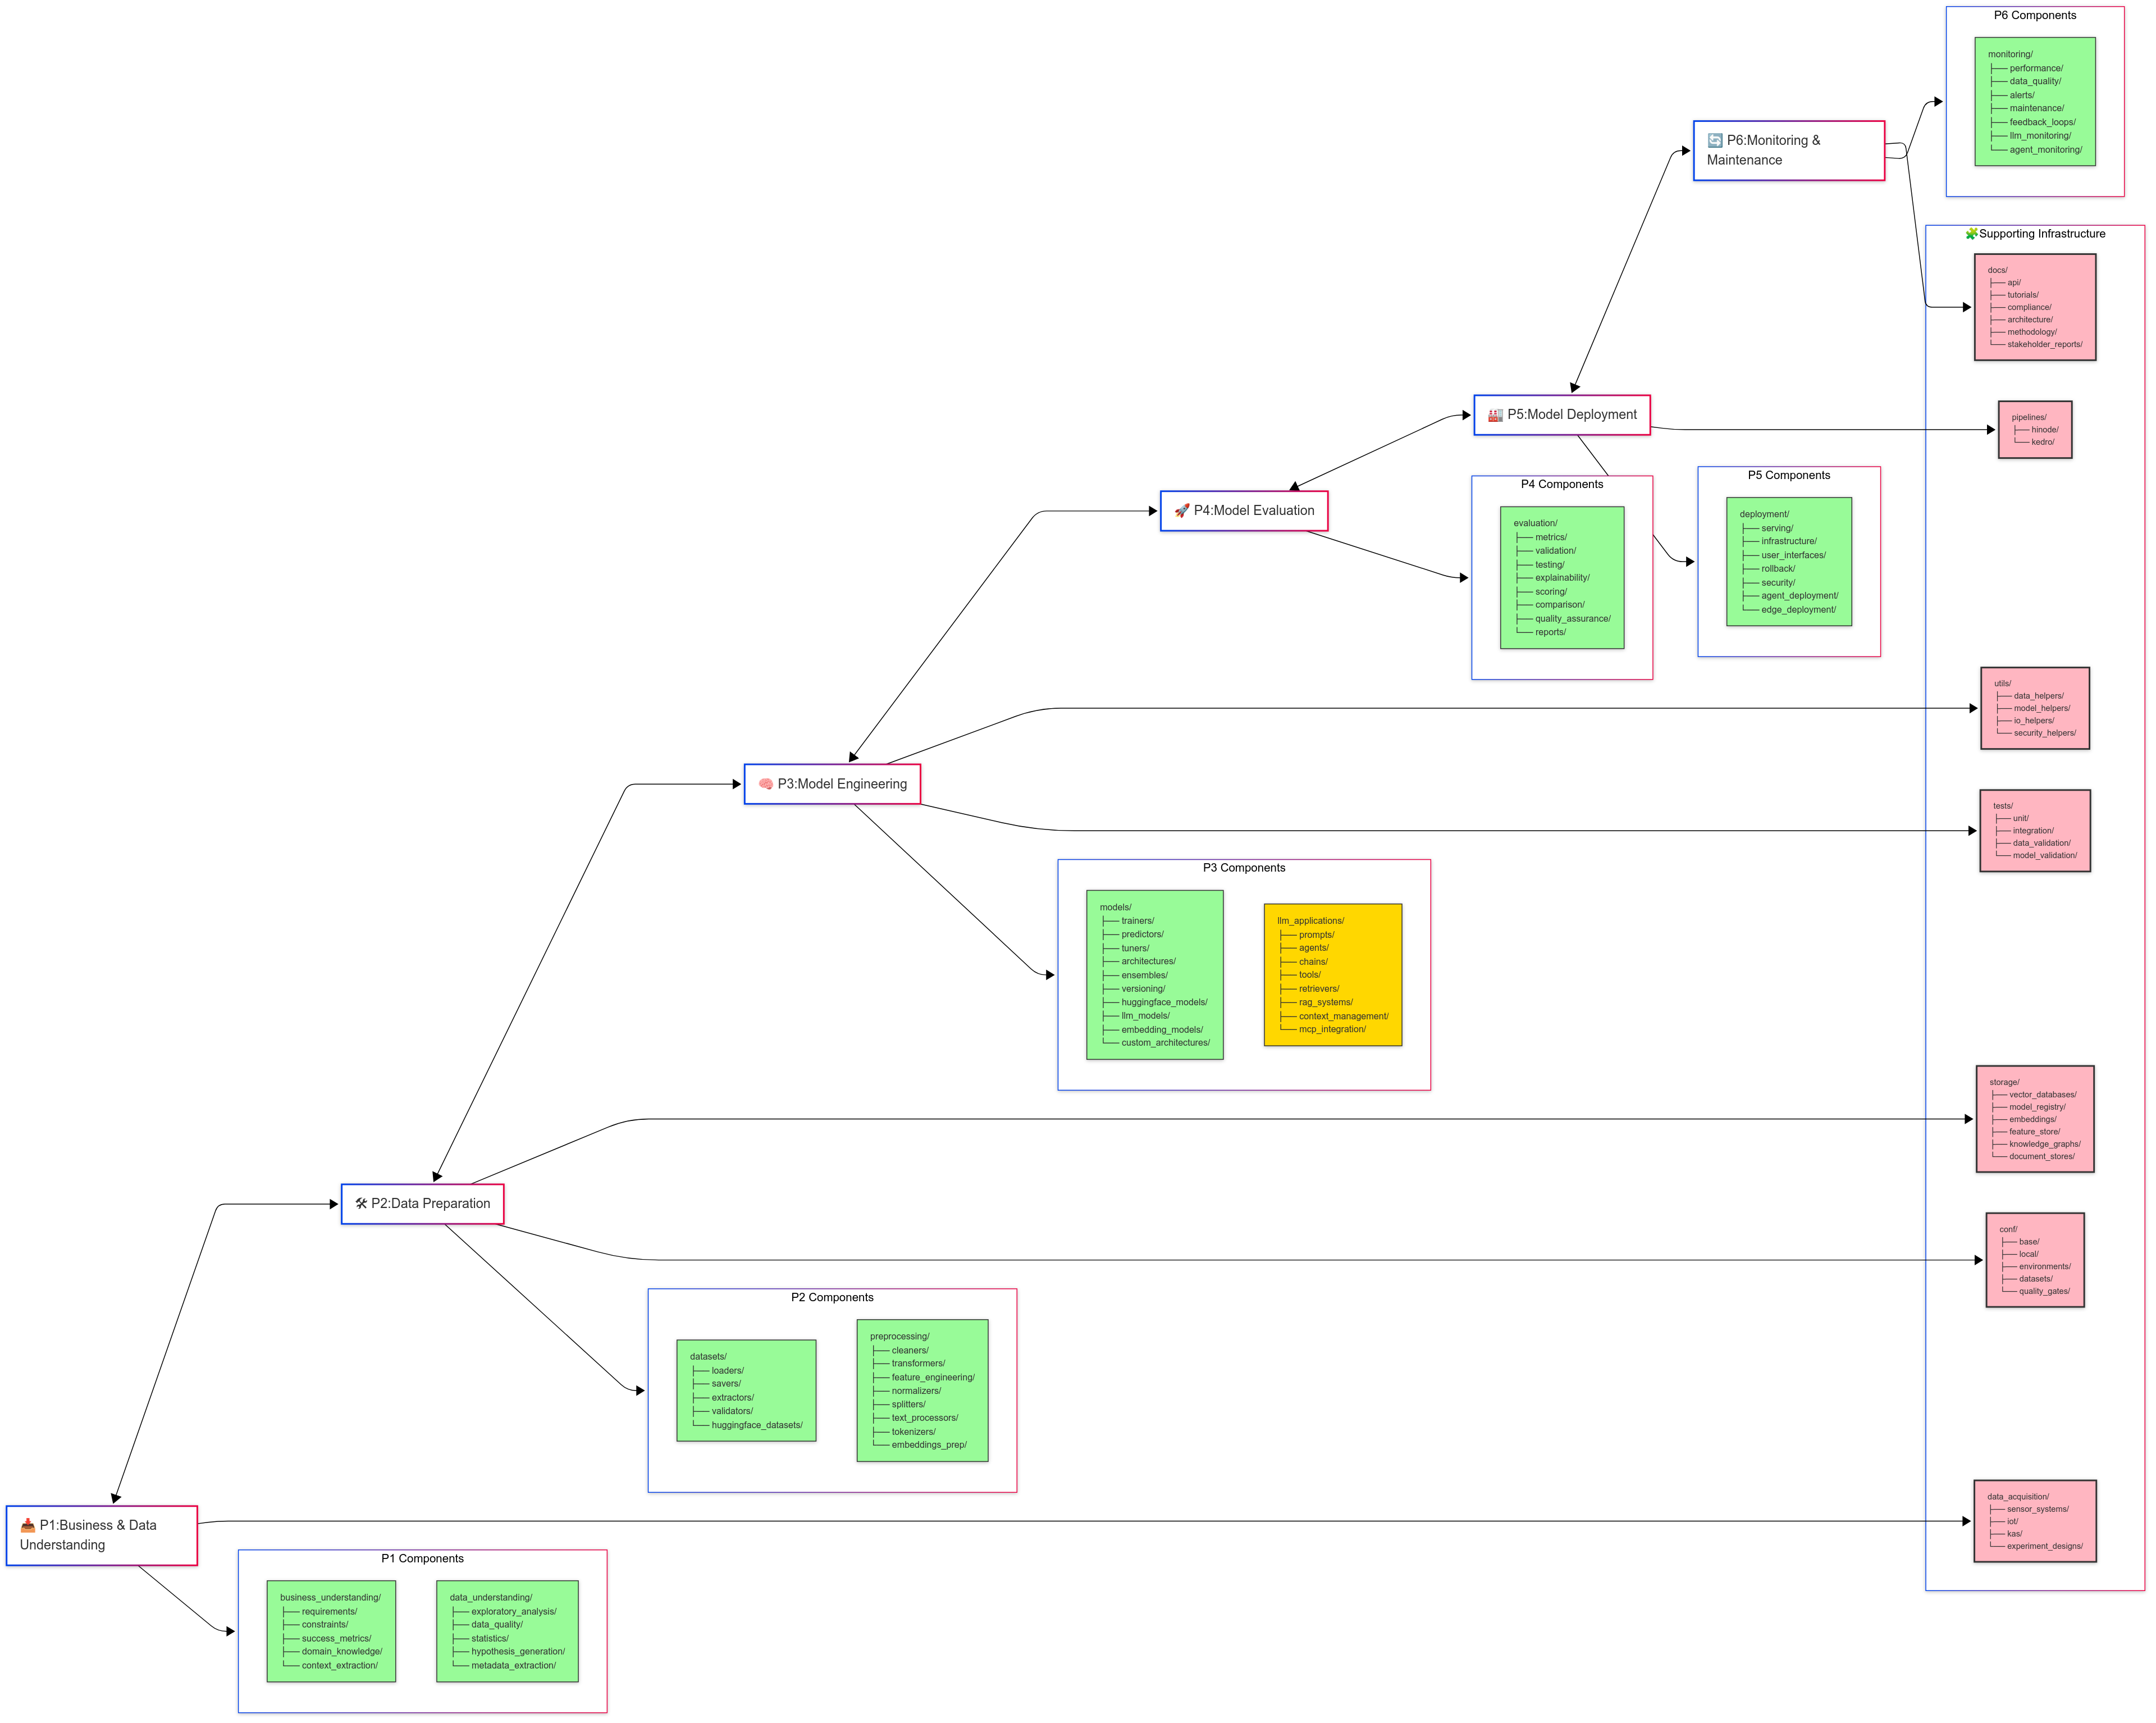 P6 Components
monitoring/
├── performance/
├── data_quality/
├── alerts/
├── maintenance/
├── feedback_loops/
├── llm_monitoring/
└── agent_monitoring/
🔄 P6:Monitoring &
Maintenance
🧩Supporting Infrastructure
docs/
├── api/
├── tutorials/
├── compliance/
├── architecture/
├── methodology/
└── stakeholder_reports/
🏭 P5:Model Deployment
pipelines/
├── hinode/
└── kedro/
P5 Components
deployment/
├── serving/
├── infrastructure/
├── user_interfaces/
├── rollback/
├── security/
├── agent_deployment/
└── edge_deployment/
🚀 P4:Model Evaluation
P4 Components
evaluation/
├── metrics/
├── validation/
├── testing/
├── explainability/
├── scoring/
├── comparison/
├── quality_assurance/
└── reports/
utils/
├── data_helpers/
├── model_helpers/
├── io_helpers/
└── security_helpers/
🧠 P3:Model Engineering
tests/
├── unit/
├── integration/
├── data_validation/
└── model_validation/
P3 Components
models/
├── trainers/
├── predictors/
├── tuners/
├── architectures/
├── ensembles/
├── versioning/
├── huggingface_models/
├── llm_models/
├── embedding_models/
└── custom_architectures/
llm_applications/
├── prompts/
├── agents/
├── chains/
├── tools/
├── retrievers/
├── rag_systems/
├── context_management/
└── mcp_integration/
storage/
├── vector_databases/
├── model_registry/
├── embeddings/
├── feature_store/
├── knowledge_graphs/
└── document_stores/
🛠 P2:Data Preparation
conf/
├── base/
├── local/
├── environments/
├── datasets/
└── quality_gates/
P2 Components
datasets/
├── loaders/
├── savers/
├── extractors/
├── validators/
└── huggingface_datasets/
preprocessing/
├── cleaners/
├── transformers/
├── feature_engineering/
├── normalizers/
├── splitters/
├── text_processors/
├── tokenizers/
└── embeddings_prep/
data_acquisition/
├── sensor_systems/
├── iot/
├── kas/
└── experiment_designs/
📥 P1:Business & Data
Understanding
P1 Components
business_understanding/
├── requirements/
├── constraints/
├── success_metrics/
├── domain_knowledge/
└── context_extraction/
data_understanding/
├── exploratory_analysis/
├── data_quality/
├── statistics/
├── hypothesis_generation/
└── metadata_extraction/